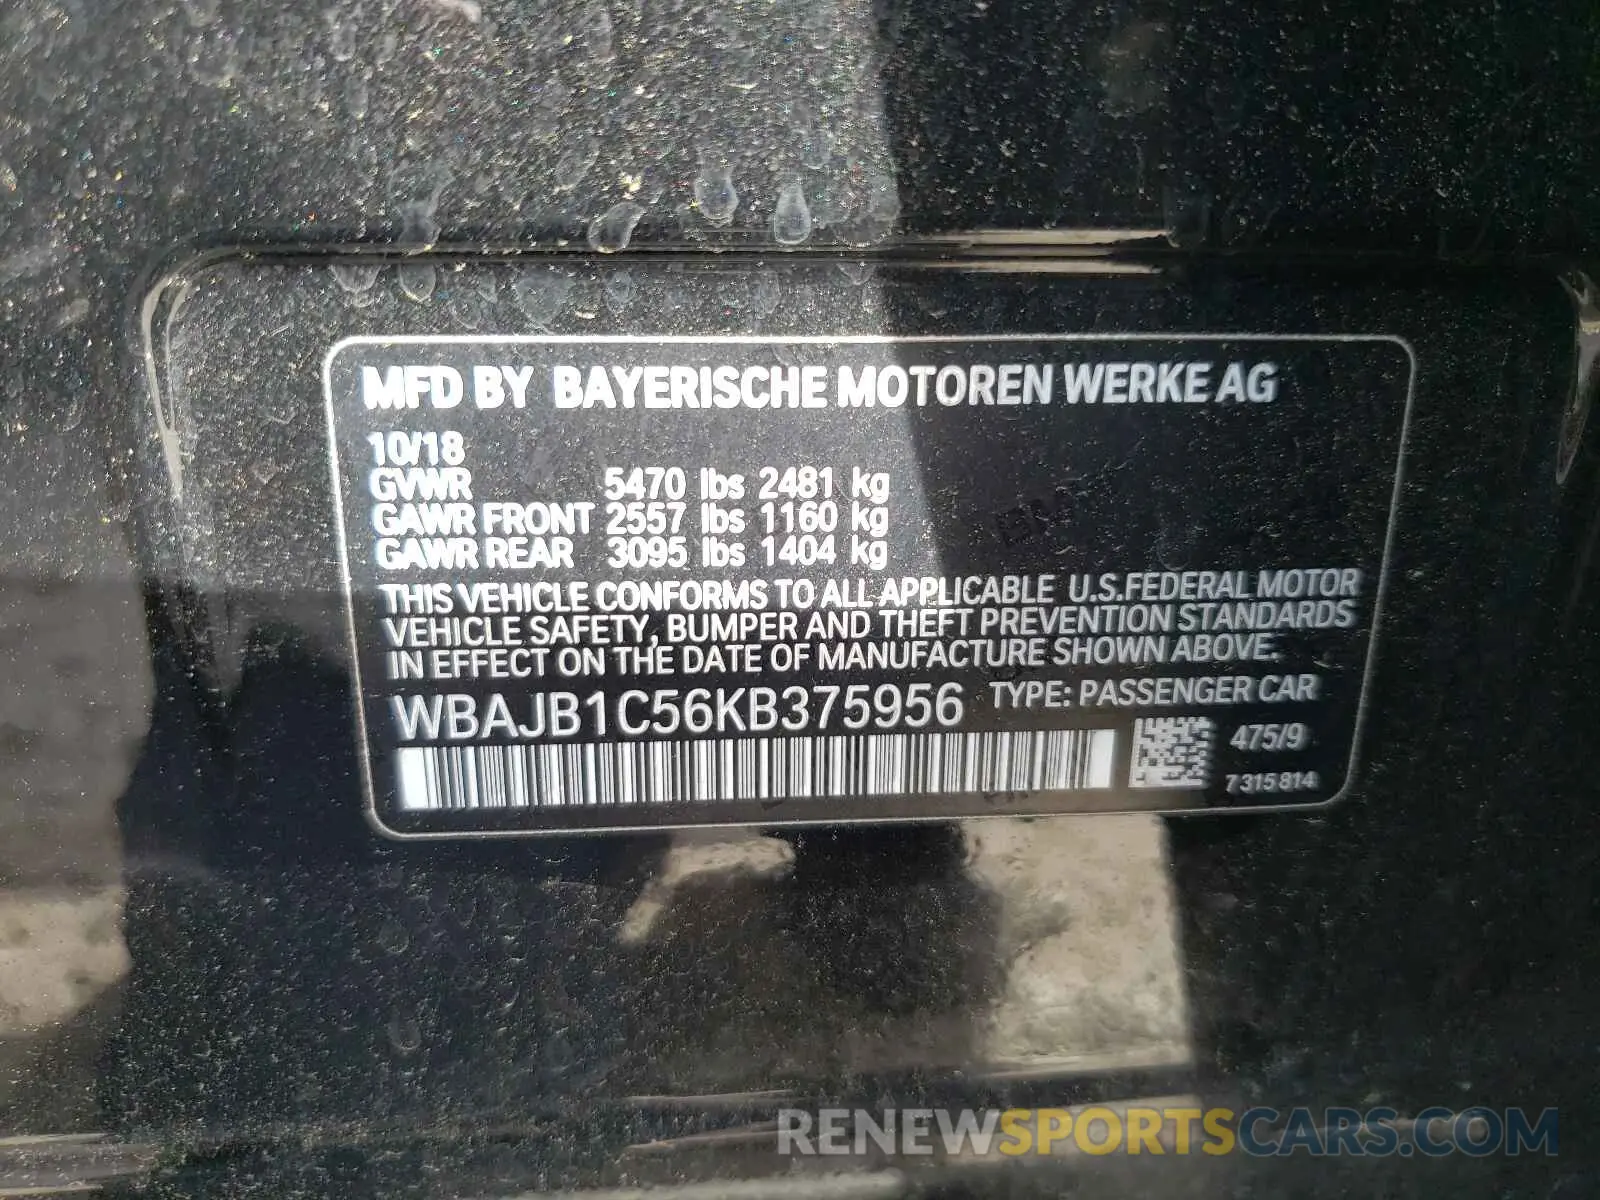 MFD BY BAYERISCHE MOTOREN WERKE AG
10/18
GVWR 5470 lbs 2481 kg
GAWR FRONT 2557 lbs 1160 kg
GAWR REAR 3095 lbs 1404 kg
THIS VEHICLE CONFORMS TO ALL APPLICABLE U.S.FEDERAL MOTOR
VEHICLE SAFETY, BUMPER AND THEFT PREVENTION STANDARDS
IN EFFECT ON THE DATE OF MANUFACTURE SHOWN ABOVE.
WBAJB1C56KB375956 TYPE: PASSENGER CAR
475/9
7 315 814
RENEWSPORTSCARS.COM